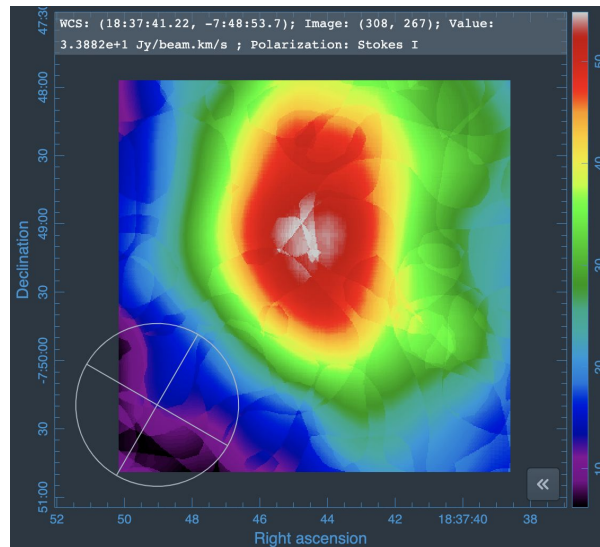 WCS: (18:37:41.22, -7:48:53.7); Image: (308, 267); Value:
3.3882e+1 Jy/beam.km/s ; Polarization: Stokes I
47:30
48:00
30
49:00
30
-7:50:00
30
51:00
Declination
50
40
30
20
10
«
52 50 48 46 44 42 18:37:40 38
Right ascension